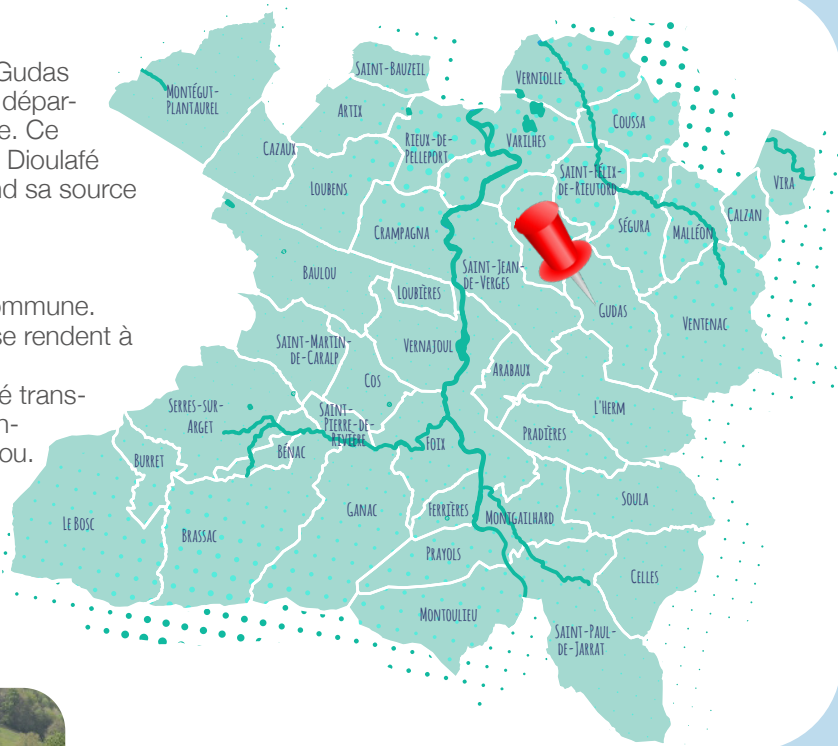 Gudas
dépar-
e. Ce
Dioulafé
nd sa source
ommune.
se rendent à
é trans-
n-
ou.
SAINT-BAUZEIL
VERNIOLLE
MONTÉGUT-
PLANTAUREL
ARTIX
COUSSA
CAZAUX
RIEUX-DE-
PELLEPORT
VARILHES
LOUBENS
SAINT-FÉLIX-
DE-RIEUTORD
VIRA
CALZAN
CRAMPAGNA
SÉGURA
MALLÉON
BAULOU
LOUBIÈRES
SAINT-JEAN-
DE-VERGES
GUDAS
VENTENAC
SAINT-MARTIN-
DE-CARALP
VERNAJOUL
ARABAUX
COS
L'HERM
SERRES-SUR-
ARGET
SAINT-
PIERRE-DE-
RIVIÈRE
PRADIÈRES
FOIX
BURRET
BÉNAC
LE BOSC
BRASSAC
GANAC
FERRIÈRES
MONTGAILHARD
SOULA
PRAYOLS
CELLES
MONTOULIEU
SAINT-PAUL-
DE-JARRAT